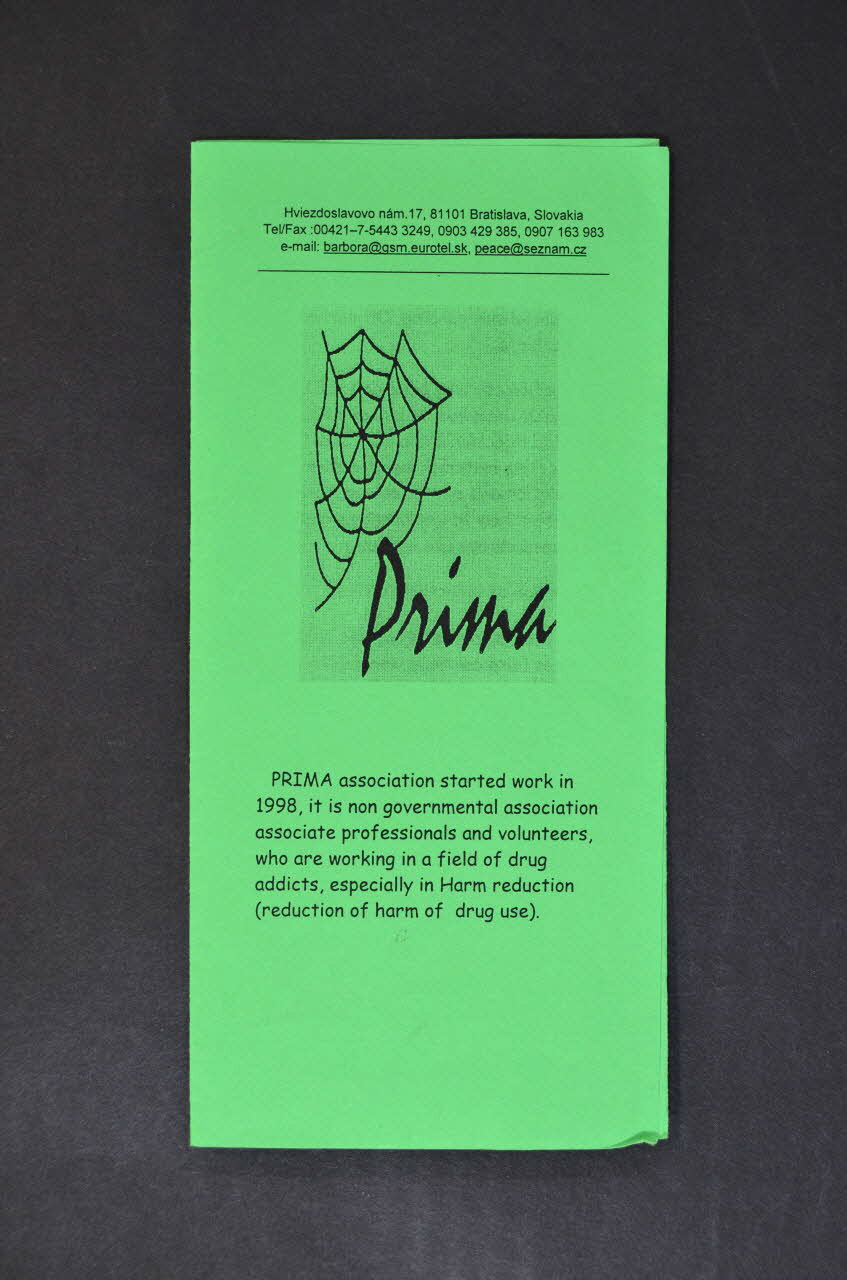 Hviezdoslavovo nám.17, 81101 Bratislava, Slovakia
Tel/Fax :00421–7-5443 3249, 0903 429 385, 0907 163 983
e-mail: barbora@gsm.eurotel.sk, peace@seznam.cz
Prima
PRIMA association started work in
1998, it is non governmental association
associate professionals and volunteers,
who are working in a field of drug
addicts, especially in Harm reduction
(reduction of harm of drug use).